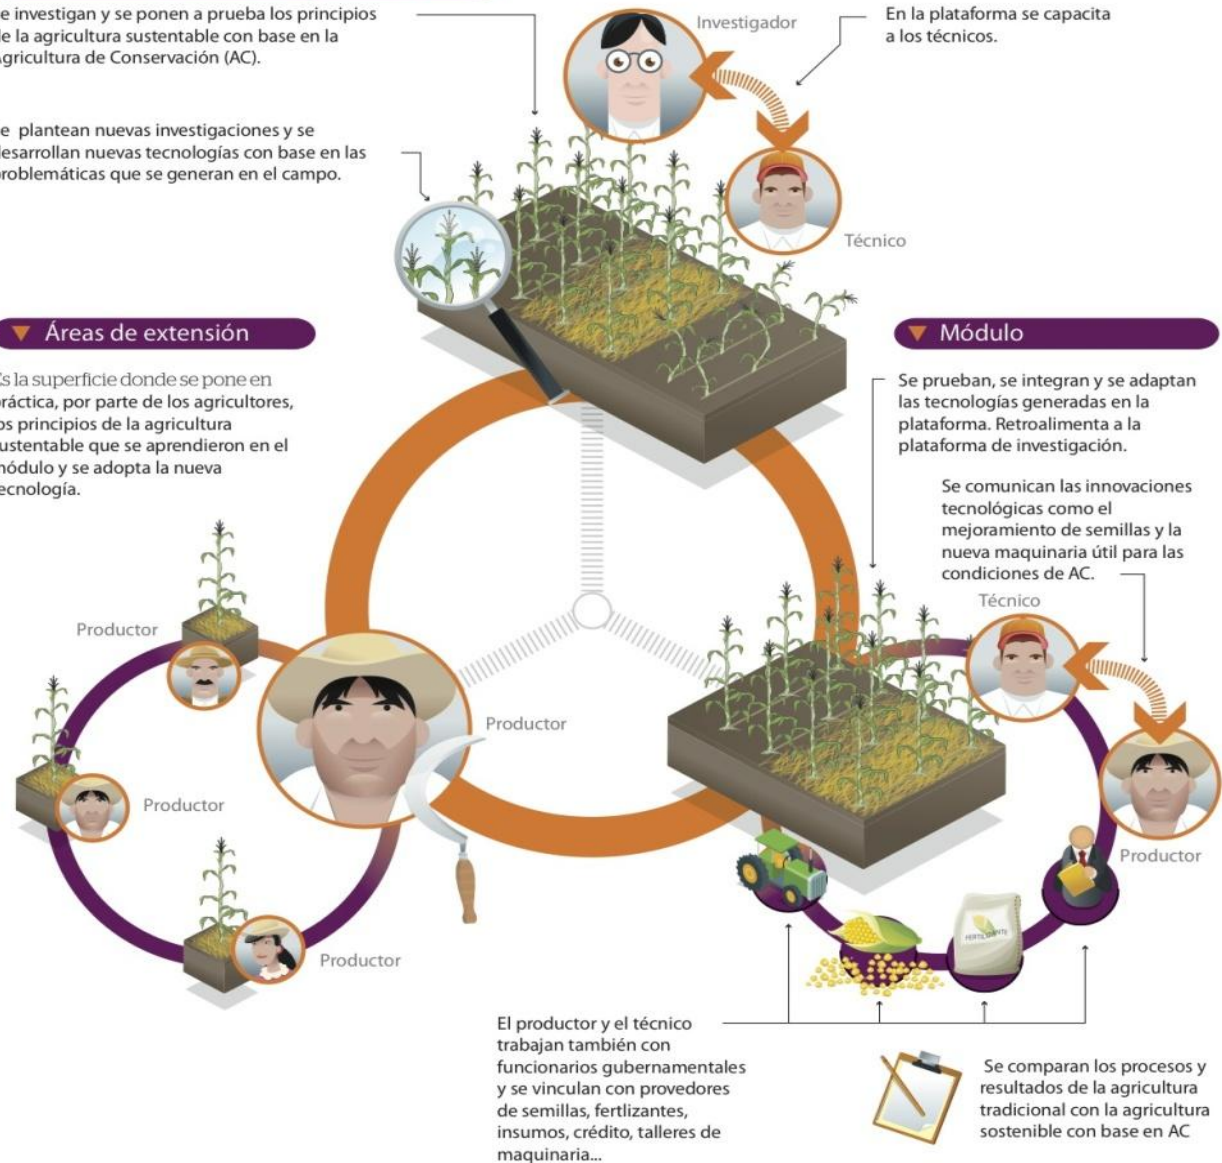 e investigan y se ponen a prueba los principios
de la agricultura sustentable con base en la
Agricultura de Conservación (AC).
e plantean nuevas investigaciones y se
desarrollan nuevas tecnologías con base en las
problemáticas que se generan en el campo.
Investigador
En la plataforma se capacita
a los técnicos.
Técnico
Áreas de extensión
Es la superficie donde se pone en
práctica, por parte de los agricultores,
los principios de la agricultura
sustentable que se aprendieron en el
módulo y se adopta la nueva
tecnología.
Módulo
Se prueban, se integran y se adaptan
las tecnologías generadas en la
plataforma. Retroalimenta a la
plataforma de investigación.
Se comunican las innovaciones
tecnológicas como el
mejoramiento de semillas y la
nueva maquinaria útil para las
condiciones de AC.
Técnico
Productor
Productor
Productor
Productor
Productor
FERTILIZANTE
El productor y el técnico
trabajan también con
funcionarios gubernamentales
y se vinculan con provedores
de semillas, fertlizantes,
insumos, crédito, talleres de
maquinaria...
Se comparan los procesos y
resultados de la agricultura
tradicional con la agricultura
sostenible con base en AC